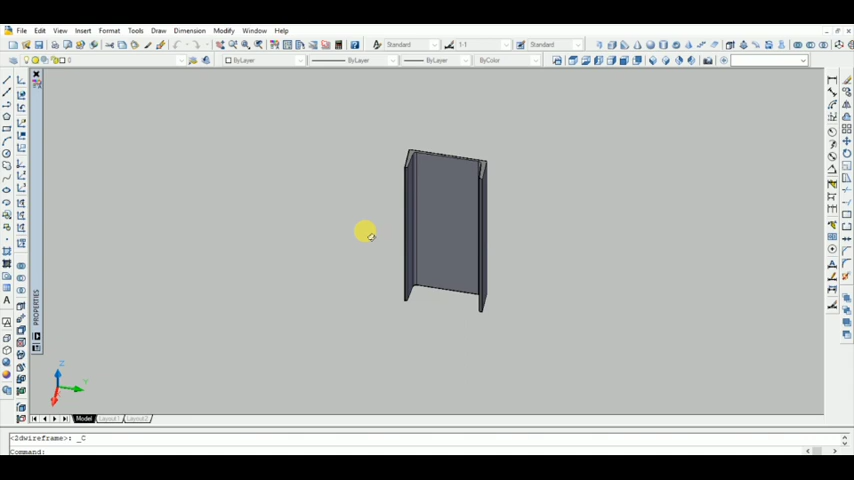 File Edit View Insert Format Tools Draw Dimension Modify Window Help
Standard 1-1 Standard
0 ByLayer ByLayer ByLayer ByColor
PROPERTIES
A
Z
Y
Model Layout1 Layout2
<2dwireframe>: _C
Command: